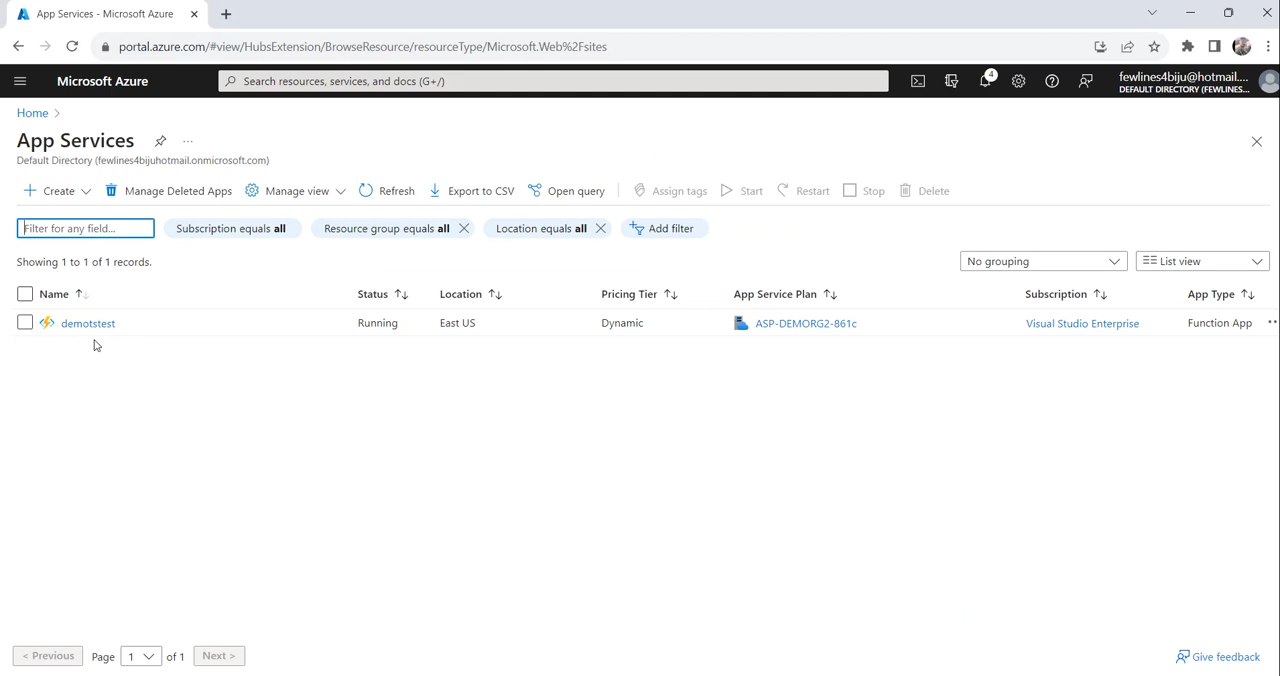 App Services - Microsoft Azure
portal.azure.com/#view/HubsExtension/BrowseResource/resourceType/Microsoft.Web%2Fsites
Microsoft Azure
Search resources, services, and docs (G+/)
4
fewlines4biju@hotmail....
DEFAULT DIRECTORY (FEWLINES...
Home
App Services
...
Default Directory (fewlines4bijuhotmail.onmicrosoft.com)
Create
Manage Deleted Apps
Manage view
Refresh
Export to CSV
Open query
Assign tags
Start
Restart
Stop
Delete
Filter for any field...
Subscription equals all
Resource group equals all
Location equals all
Add filter
Showing 1 to 1 of 1 records.
No grouping
List view
Name
Status
Location
Pricing Tier
App Service Plan
Subscription
App Type
demotstest
Running
East US
Dynamic
ASP-DEMORG2-861c
Visual Studio Enterprise
Function App
< Previous
Page 1 of 1
Next >
Give feedback